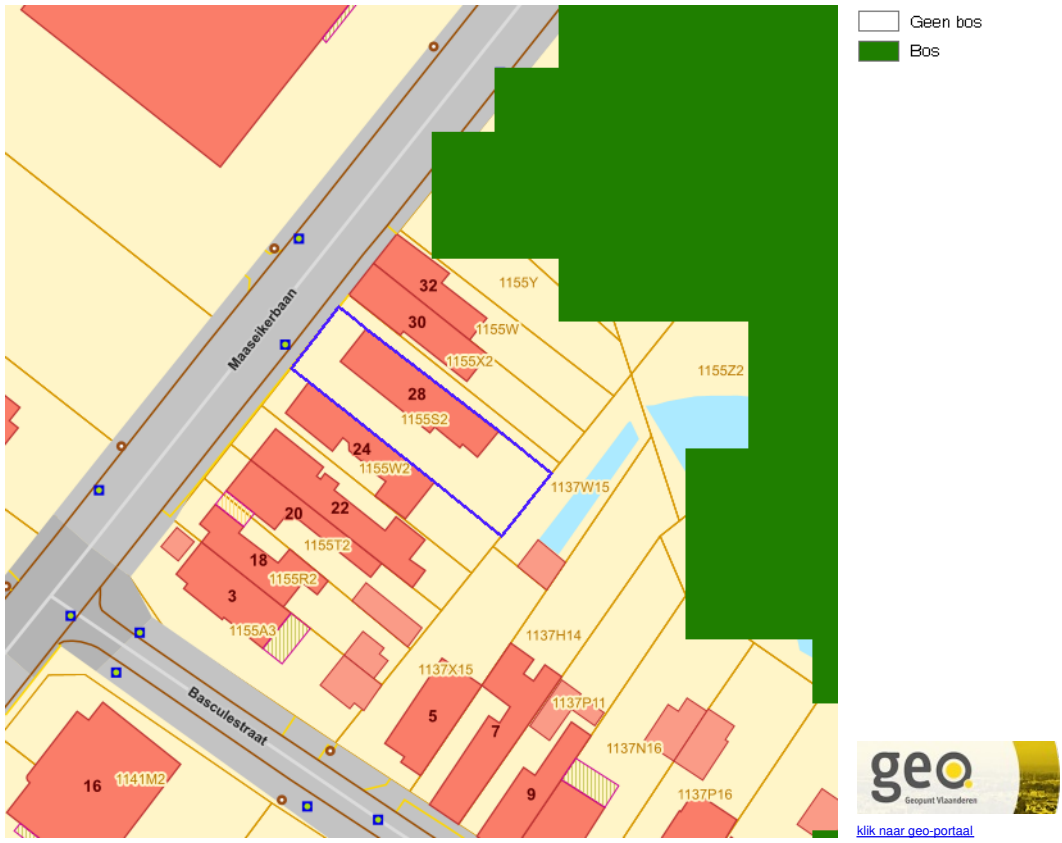 Geen bos
Bos
Maaseikerbaan
32
1155Y
30
1155W
1155X2
1155Z2
28
1155S2
24
1155W2
1137W15
22
20
1155T2
18
1155R2
3
1155A3
1137H14
1137X15
Basculestraat
5
7
1137P11
1137N16
16
1141M2
9
1137P16
geo.
Geopunt Vlaanderen
klik naar geo-portaal